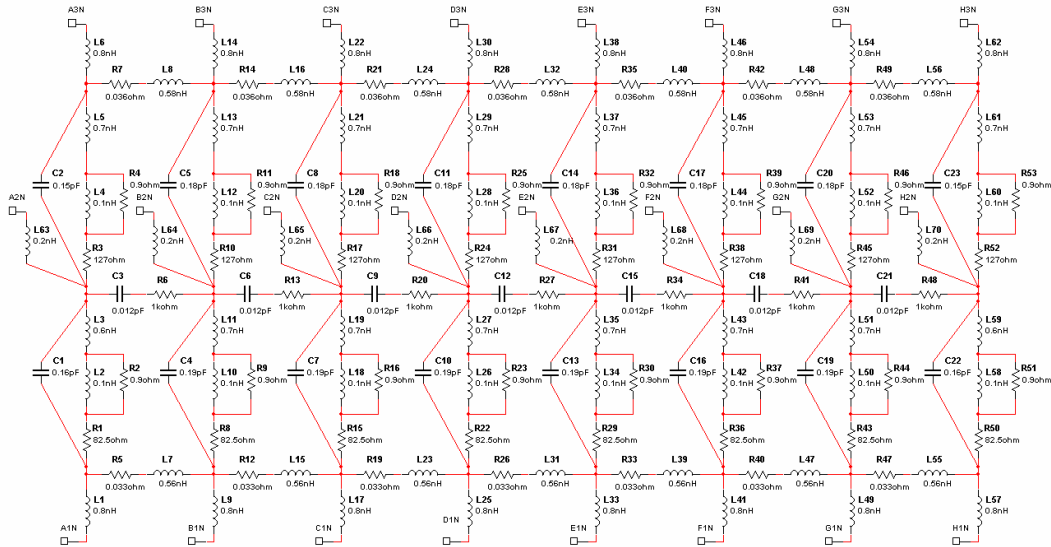 A3N B3N C3N D3N E3N F3N G3N H3N
L6 L14 L22 L30 L38 L46 L54 L62
0.8nH 0.8nH 0.8nH 0.8nH 0.8nH 0.8nH 0.8nH 0.8nH
R7 L8 R14 L16 R21 L24 R28 L32 R35 L40 R42 L48 R49 L56
0.036ohm 0.58nH 0.036ohm 0.58nH 0.036ohm 0.58nH 0.036ohm 0.58nH 0.036ohm 0.58nH 0.036ohm 0.58nH 0.036ohm 0.58nH
L5 L13 L21 L29 L37 L45 L53 L61
0.7nH 0.7nH 0.7nH 0.7nH 0.7nH 0.7nH 0.7nH 0.7nH
C2 R4 C5 R11 C8 R18 C11 R25 C14 R32 C17 R39 C20 R46 C23 R53
0.15pF 0.9ohm 0.18pF 0.9ohm 0.18pF 0.9ohm 0.18pF 0.9ohm 0.18pF 0.9ohm 0.18pF 0.9ohm 0.18pF 0.9ohm 0.15pF 0.9ohm
L4 L12 L20 L28 L36 L44 L52 L60
0.1nH 0.1nH 0.1nH 0.1nH 0.1nH 0.1nH 0.1nH 0.1nH
A2N B2N C2N D2N E2N F2N G2N H2N
L63 L64 L65 L66 L67 L68 L69 L70
0.2nH 0.2nH 0.2nH 0.2nH 0.2nH 0.2nH 0.2nH 0.2nH
R3 R10 R17 R24 R31 R38 R45 R52
127ohm 127ohm 127ohm 127ohm 127ohm 127ohm 127ohm 127ohm
C3 R6 C6 R13 C9 R20 C12 R27 C15 R34 C18 R41 C21 R48
0.012pF 1kohm 0.012pF 1kohm 0.012pF 1kohm 0.012pF 1kohm 0.012pF 1kohm 0.012pF 1kohm 0.012pF 1kohm
L3 L11 L19 L27 L35 L43 L51 L59
0.6nH 0.7nH 0.7nH 0.7nH 0.7nH 0.7nH 0.7nH 0.6nH
C1 R2 C4 R9 C7 R16 C10 R23 C13 R30 C16 R37 C19 R44 C22 R51
0.16pF 0.9ohm 0.19pF 0.9ohm 0.19pF 0.9ohm 0.19pF 0.9ohm 0.19pF 0.9ohm 0.19pF 0.9ohm 0.19pF 0.9ohm 0.16pF 0.9ohm
L2 L10 L18 L26 L34 L42 L50 L58
0.1nH 0.1nH 0.1nH 0.1nH 0.1nH 0.1nH 0.1nH 0.1nH
R1 R8 R15 R22 R29 R36 R43 R50
82.5ohm 82.5ohm 82.5ohm 82.5ohm 82.5ohm 82.5ohm 82.5ohm 82.5ohm
R5 L7 R12 L15 R19 L23 R26 L31 R33 L39 R40 L47 R47 L55
0.033ohm 0.56nH 0.033ohm 0.56nH 0.033ohm 0.56nH 0.033ohm 0.56nH 0.033ohm 0.56nH 0.033ohm 0.56nH 0.033ohm 0.56nH
L1 L9 L17 L25 L33 L41 L49 L57
0.8nH 0.8nH 0.8nH 0.8nH 0.8nH 0.8nH 0.8nH 0.8nH
A1N B1N C1N D1N E1N F1N G1N H1N